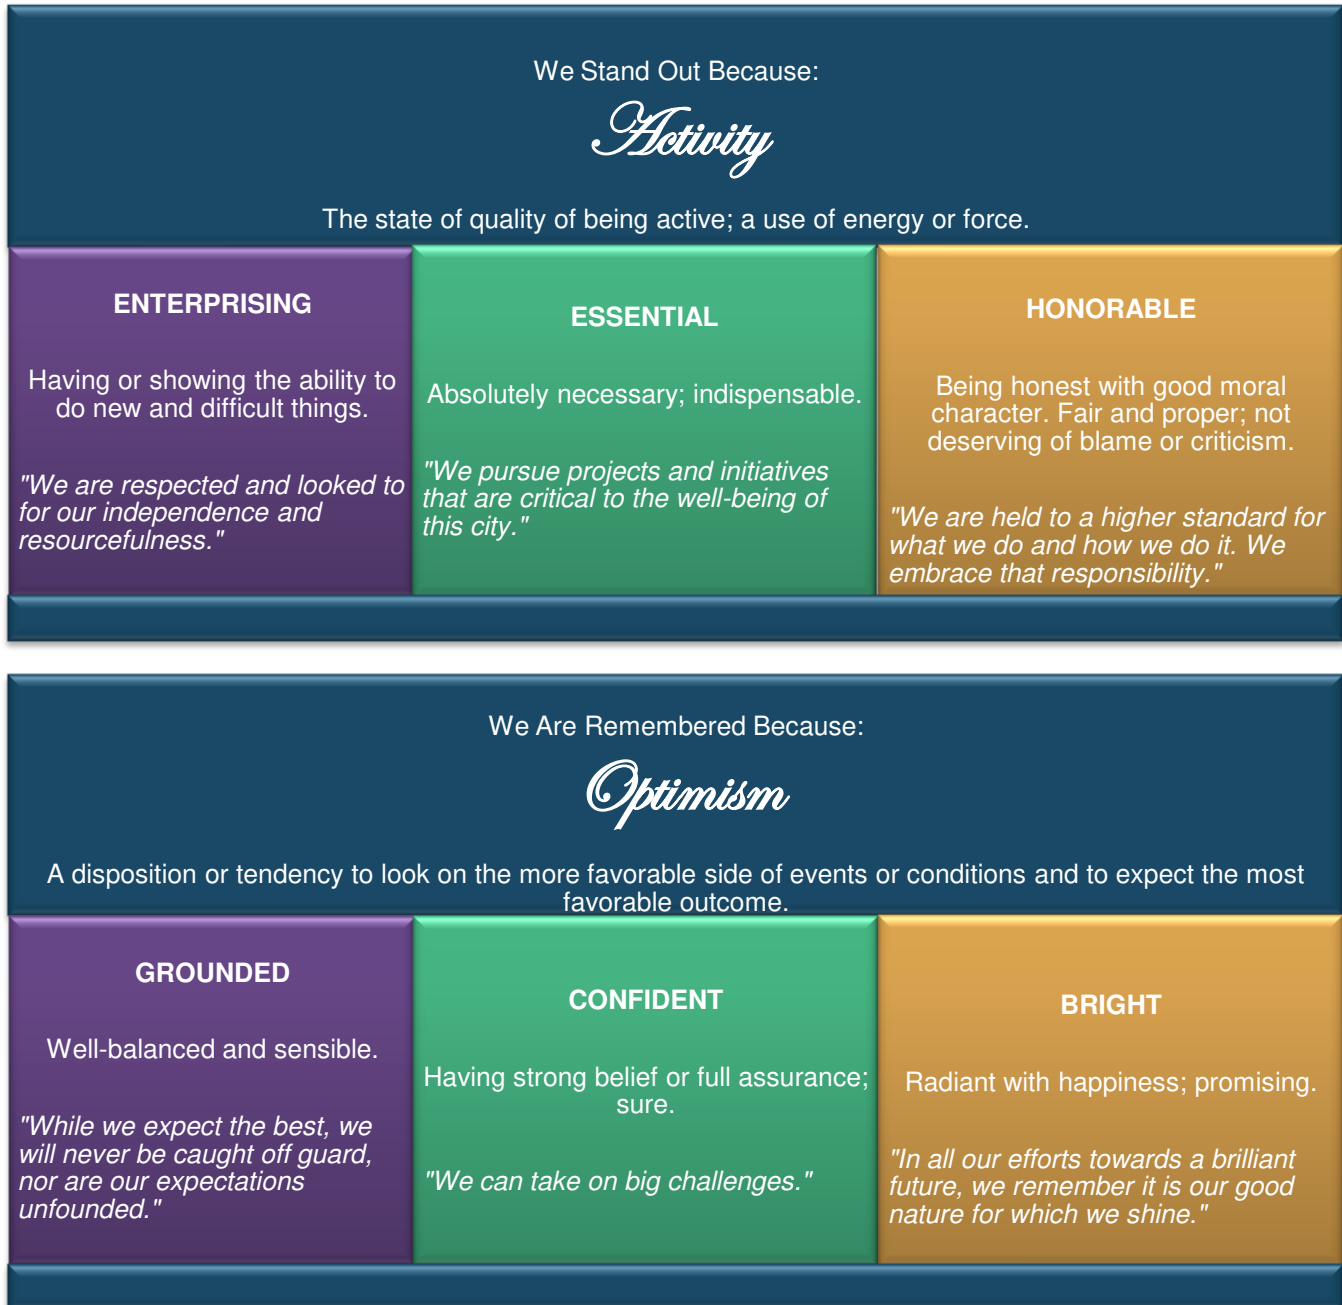 We Stand Out Because:
Activity
The state of quality of being active; a use of energy or force.
ENTERPRISING
Having or showing the ability to
do new and difficult things.
"We are respected and looked to
for our independence and
resourcefulness."
ESSENTIAL
Absolutely necessary; indispensable.
"We pursue projects and initiatives
that are critical to the well-being of
this city."
HONORABLE
Being honest with good moral
character. Fair and proper; not
deserving of blame or criticism.
"We are held to a higher standard for
what we do and how we do it. We
embrace that responsibility."
We Are Remembered Because:
Optimism
A disposition or tendency to look on the more favorable side of events or conditions and to expect the most
favorable outcome.
GROUNDED
Well-balanced and sensible.
"While we expect the best, we
will never be caught off guard,
nor are our expectations
unfounded."
CONFIDENT
Having strong belief or full assurance;
sure.
"We can take on big challenges."
BRIGHT
Radiant with happiness; promising.
"In all our efforts towards a brilliant
future, we remember it is our good
nature for which we shine."